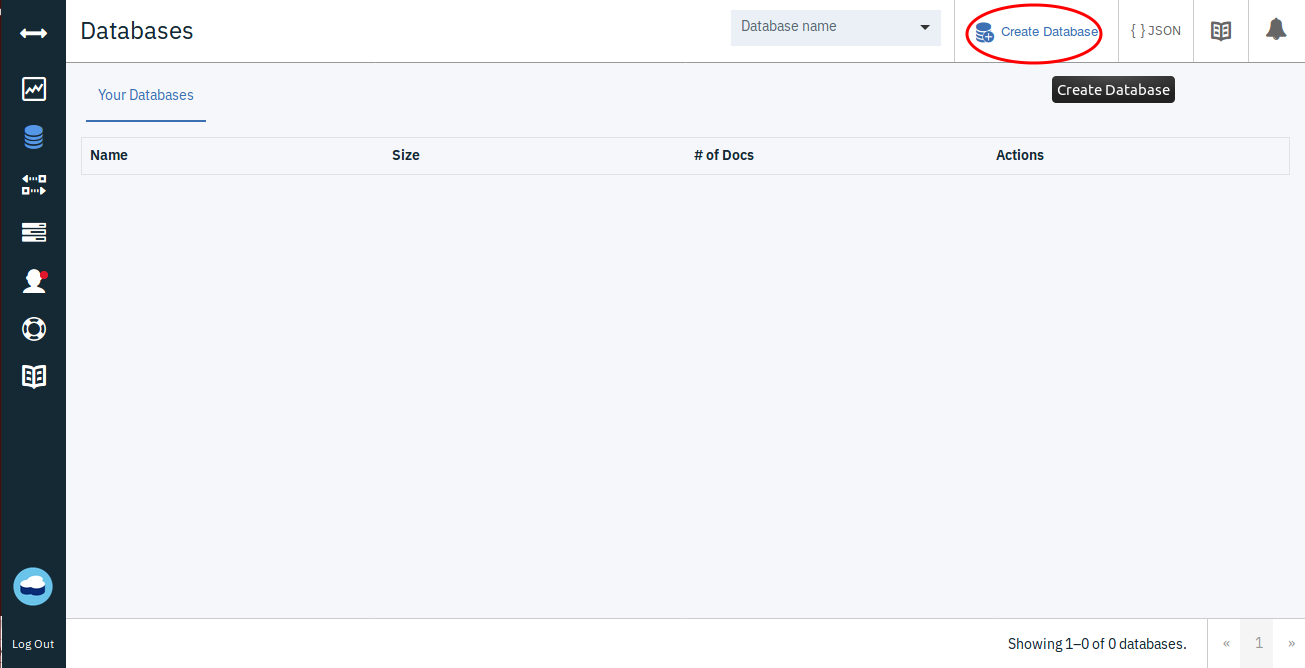 Databases
Database name
Create Database
{ } JSON
Create Database
Your Databases
Name Size # of Docs Actions
Log Out
Showing 1–0 of 0 databases.
« 1 »